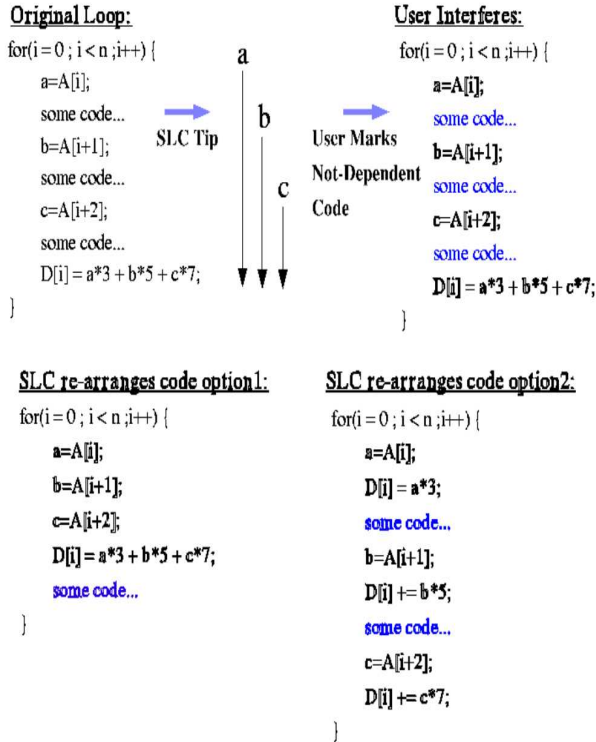 Original Loop:
for(i = 0 ; i < n ;i++) {
a=A[i];
some code...
b=A[i+1];
some code...
c=A[i+2];
some code...
D[i] = a*3 + b*5 + c*7;
}
SLC Tip
a
b
c
User Marks
Not-Dependent
Code
User Interferes:
for(i = 0 ; i < n ;i++) {
a=A[i];
some code...
b=A[i+1];
some code...
c=A[i+2];
some code...
D[i] = a*3 + b*5 + c*7;
}
SLC re-arranges code option1:
for(i = 0 ; i < n ;i++) {
a=A[i];
b=A[i+1];
c=A[i+2];
D[i] = a*3 + b*5 + c*7;
some code...
}
SLC re-arranges code option2:
for(i = 0 ; i < n ;i++) {
a=A[i];
D[i] = a*3;
some code...
b=A[i+1];
D[i] += b*5;
some code...
c=A[i+2];
D[i] += c*7;
}